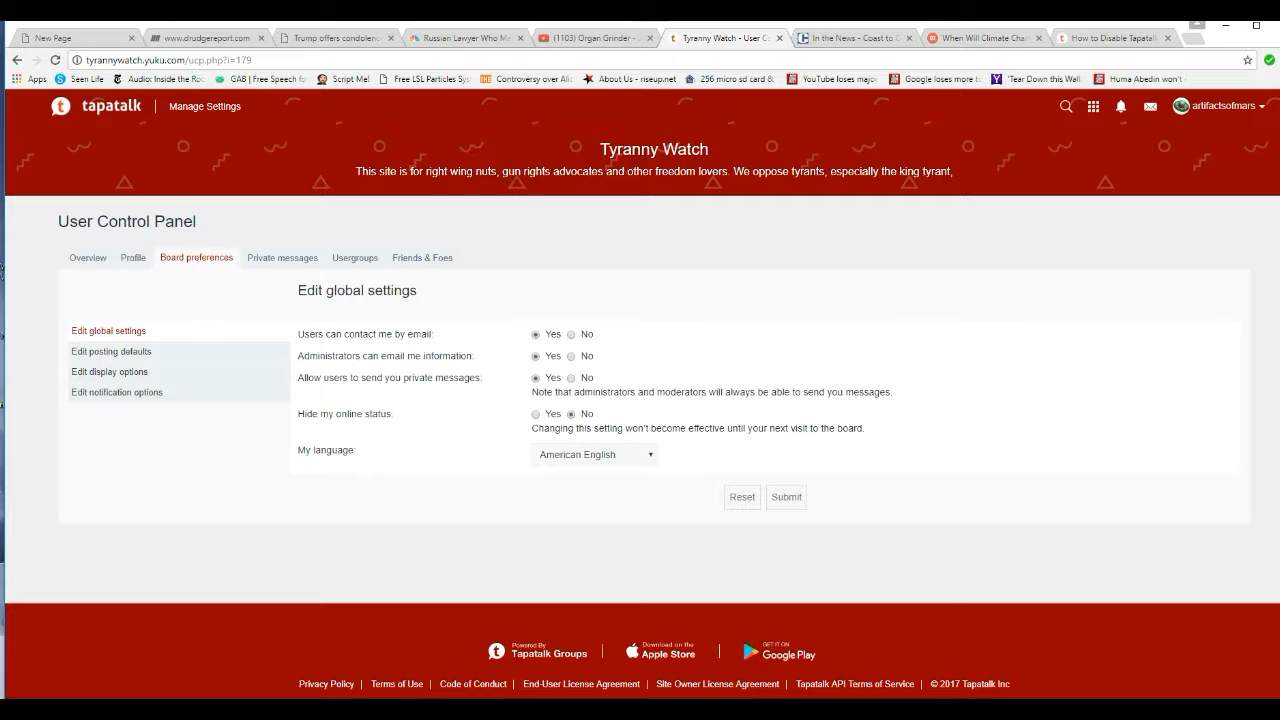 New Page
www.drudgereport.com
Trump offers condolenc
Russian Lawyer Who Me
(1103) Organ Grinder -
Tyranny Watch - User Co
In the News - Coast to C
When Will Climate Chan
How to Disable Tapatalk
tyrannywatch.yuku.com/ucp.php?i=179
Apps
Seen Life
Audio: Inside the Ro
GAB | Free Speech fo
Script Me!
Free LSL Particles Sys
Controversy over Alie
About Us - riseup.net
256 micro sd card &
YouTube loses major
Google loses more to
'Tear Down this Wall
Huma Abedin won't
tapatalk
Manage Settings
artifactsofmars
Tyranny Watch
This site is for right wing nuts, gun rights advocates and other freedom lovers. We oppose tyrants, especially the king tyrant,
User Control Panel
Overview
Profile
Board preferences
Private messages
Usergroups
Friends & Foes
Edit global settings
Edit global settings
Edit posting defaults
Edit display options
Edit notification options
Users can contact me by email: Yes No
Administrators can email me information: Yes No
Allow users to send you private messages: Yes No
Note that administrators and moderators will always be able to send you messages.
Hide my online status: Yes No
Changing this setting won't become effective until your next visit to the board.
My language: American English
Reset
Submit
Powered By
Tapatalk Groups
Download on the
Apple Store
GET IT ON
Google Play
Privacy Policy | Terms of Use | Code of Conduct | End-User License Agreement | Site Owner License Agreement | Tapatalk API Terms of Service | © 2017 Tapatalk Inc